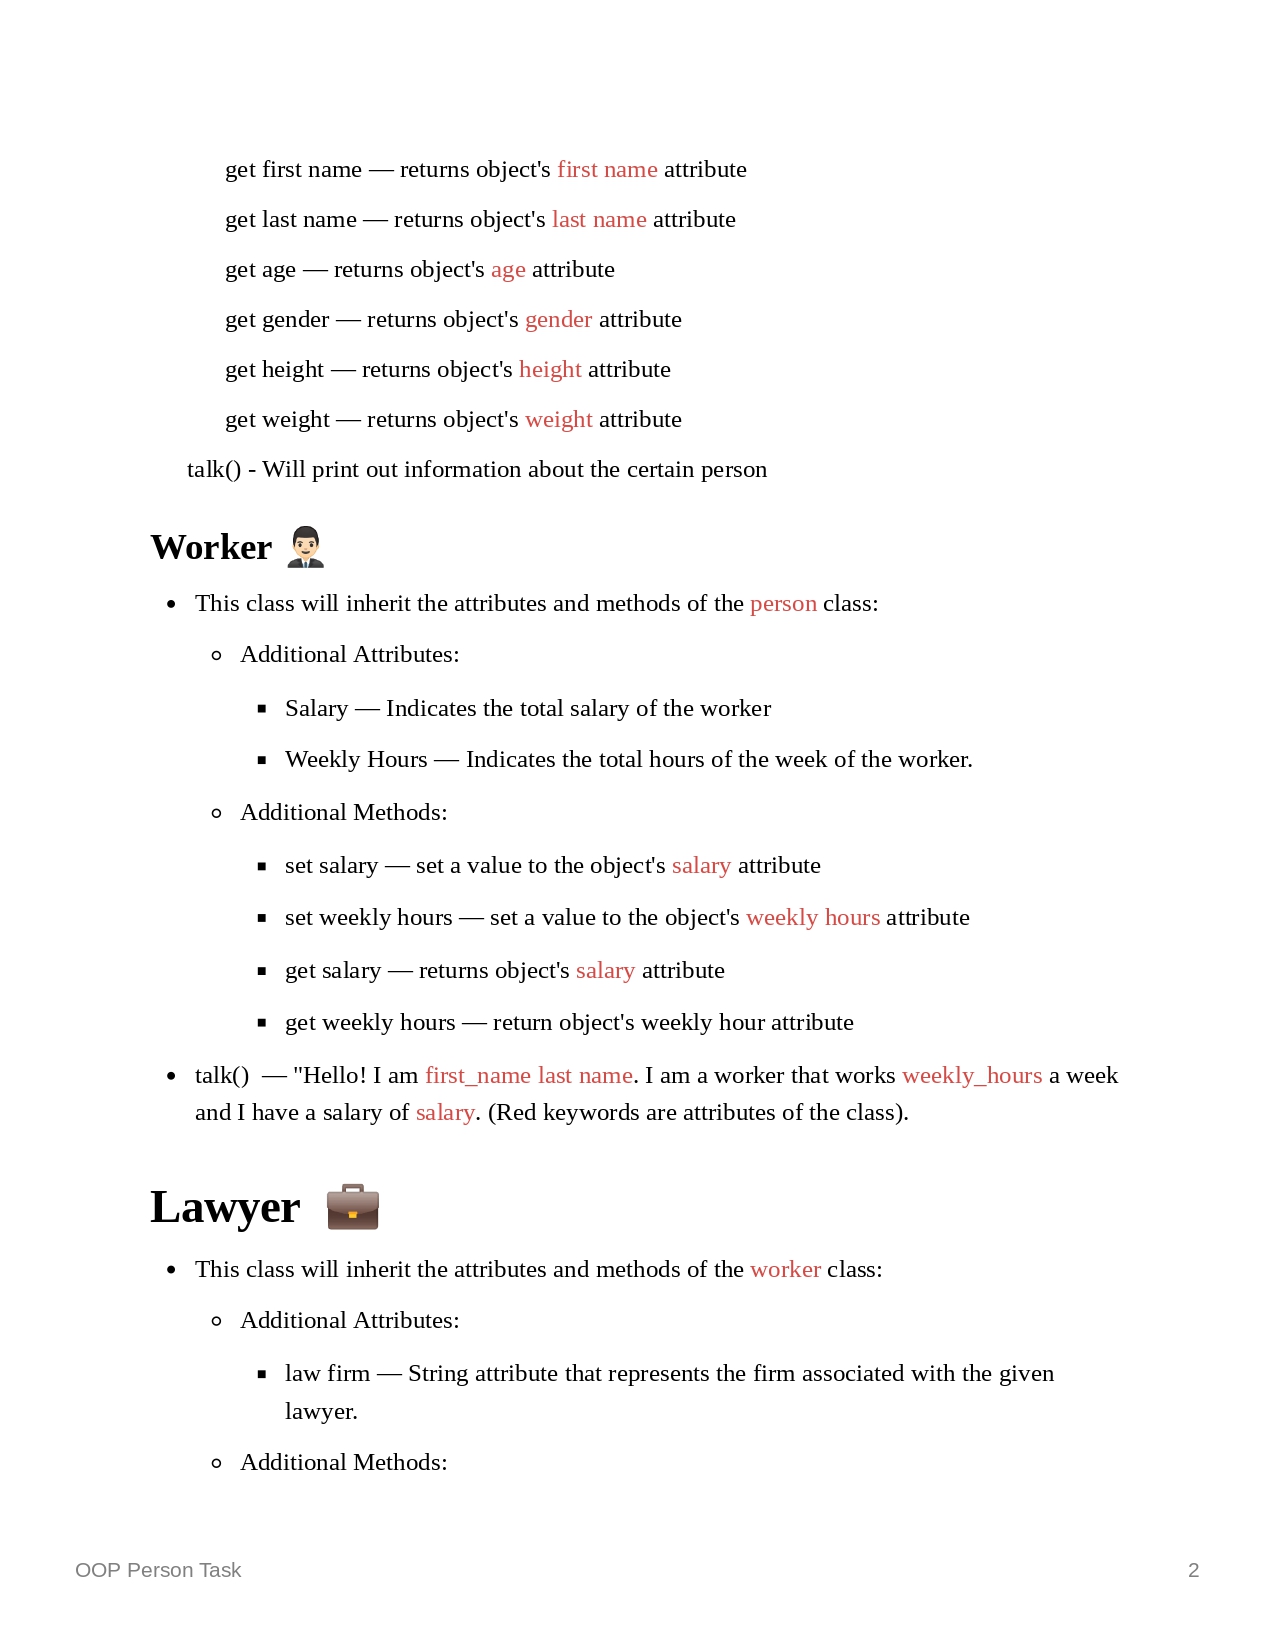 get first name — returns object's first name attribute
get last name — returns object's last name attribute
get age — returns object's age attribute
get gender — returns object's gender attribute
get height — returns object's height attribute
get weight — returns object's weight attribute
talk() - Will print out information about the certain person
Worker
This class will inherit the attributes and methods of the person class:
Additional Attributes:
Salary — Indicates the total salary of the worker
Weekly Hours — Indicates the total hours of the week of the worker.
Additional Methods:
set salary — set a value to the object's salary attribute
set weekly hours — set a value to the object's weekly hours attribute
get salary — returns object's salary attribute
get weekly hours — return object's weekly hour attribute
talk()  — "Hello! I am first_name last name. I am a worker that works weekly_hours a week
and I have a salary of salary. (Red keywords are attributes of the class).
Lawyer
This class will inherit the attributes and methods of the worker class:
Additional Attributes:
law firm — String attribute that represents the firm associated with the given
lawyer.
Additional Methods:
OOP Person Task 2